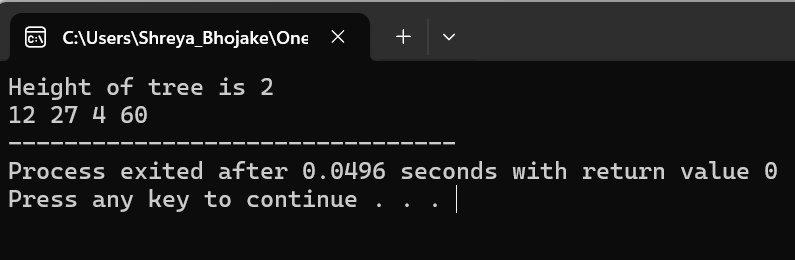 C:\Users\Shreya_Bhojake\One
Height of tree is 2
12 27 4 60
--------------------------------
Process exited after 0.0496 seconds with return value 0
Press any key to continue . . .